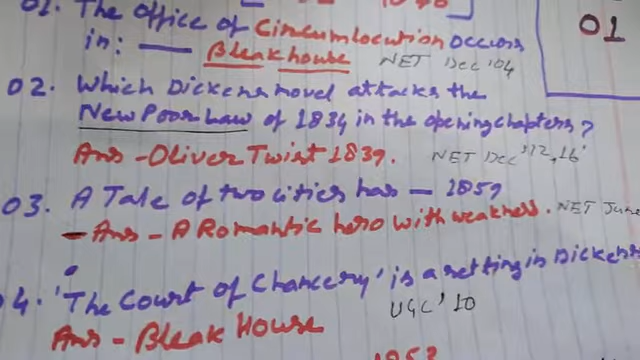 01. The Office of Circumlocution occurs
01
in: — Bleak house NET Dec '04
02. Which Dickens novel attacks the
New Poor Law of 1834 in the opening chapters?
Ans - Oliver Twist 1839. NET Dec '12, 16'
03. A Tale of two cities has — 1859
- Ans - A Romantic hero with weakness. NET June
4. 'The Court of Chancery' is a setting in Dickens
UGC' 10
Ans - Bleak House